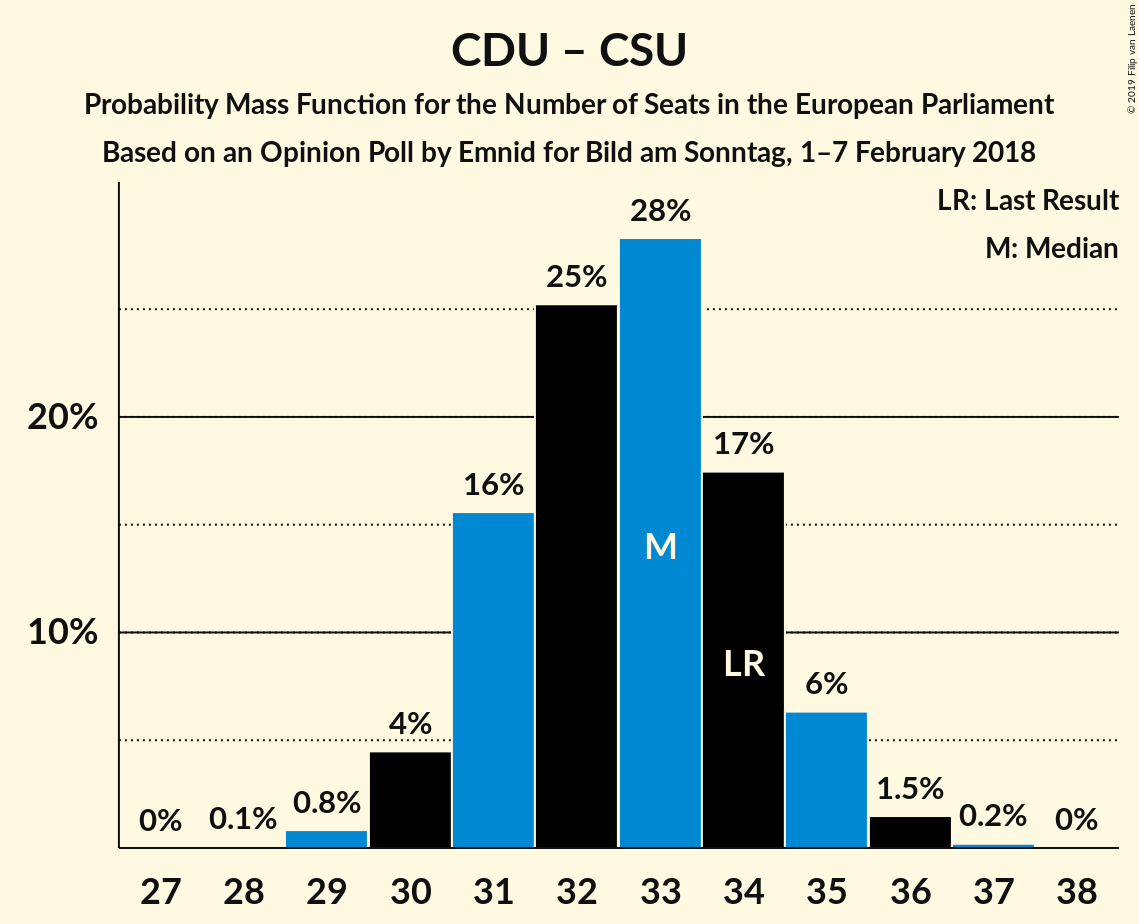 CDU – CSU
Probability Mass Function for the Number of Seats in the European Parliament
Based on an Opinion Poll by Emnid for Bild am Sonntag, 1–7 February 2018
© 2019 Filip van Laenen
LR: Last Result
M: Median
28%
25%
20%
17%
16%
M
10%
LR
6%
4%
1.5%
0.8%
0.2%
0%
0.1%
0%
27 28 29 30 31 32 33 34 35 36 37 38